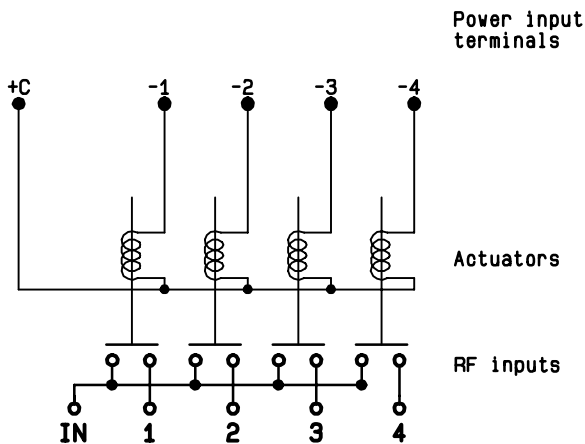 Power input
terminals
+C -1 -2 -3 -4
Actuators
RF inputs
IN 1 2 3 4